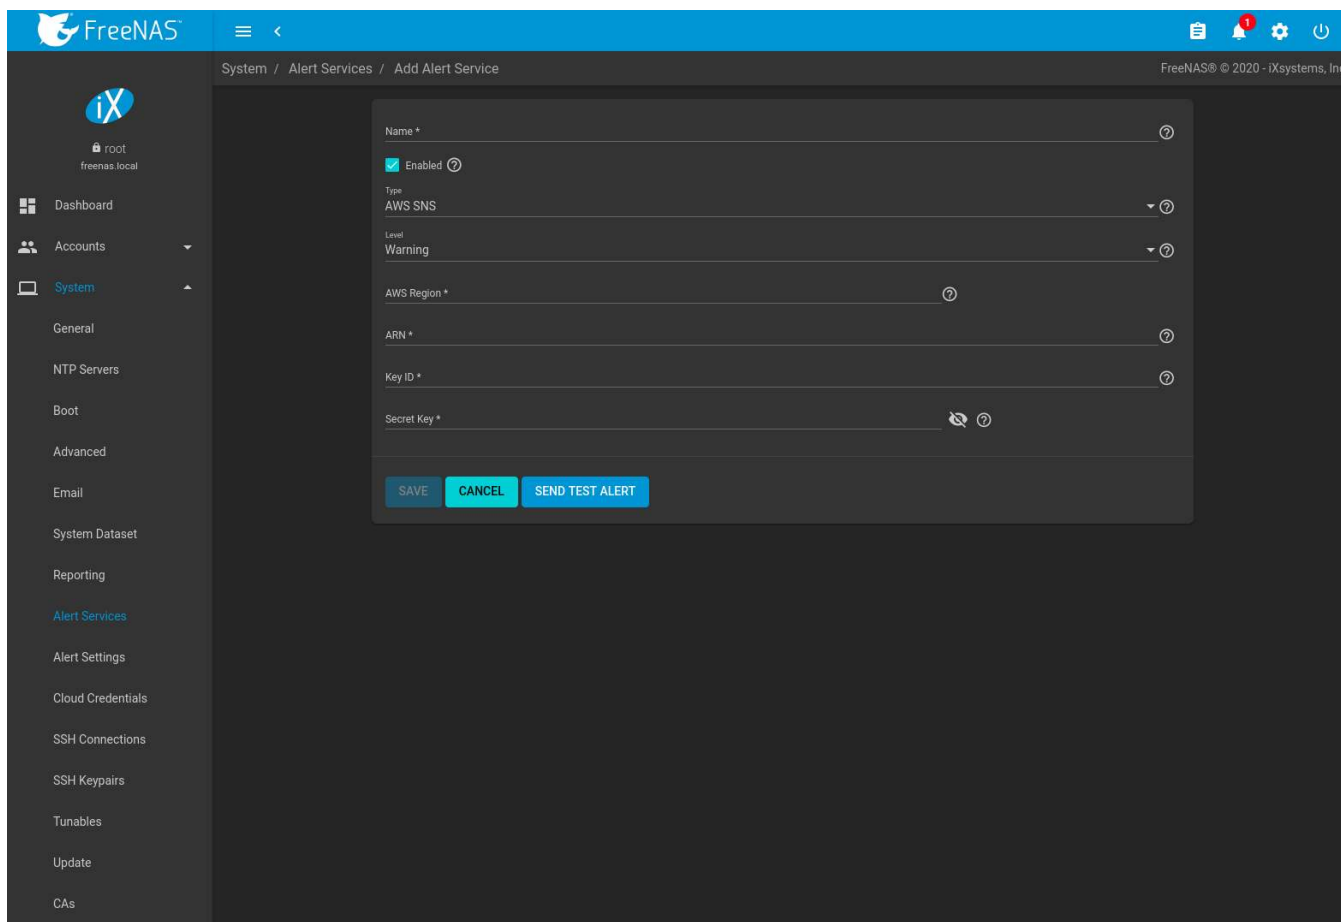 FreeNAS
1
System / Alert Services / Add Alert Service
FreeNAS® © 2020 - iXsystems,
iX
root
freenas.local
Dashboard
Accounts
System
General
NTP Servers
Boot
Advanced
Email
System Dataset
Reporting
Alert Services
Alert Settings
Cloud Credentials
SSH Connections
SSH Keypairs
Tunables
Update
CAs
Name *
Enabled
Type
AWS SNS
Level
Warning
AWS Region *
ARN *
Key ID *
Secret Key *
SAVE CANCEL SEND TEST ALERT